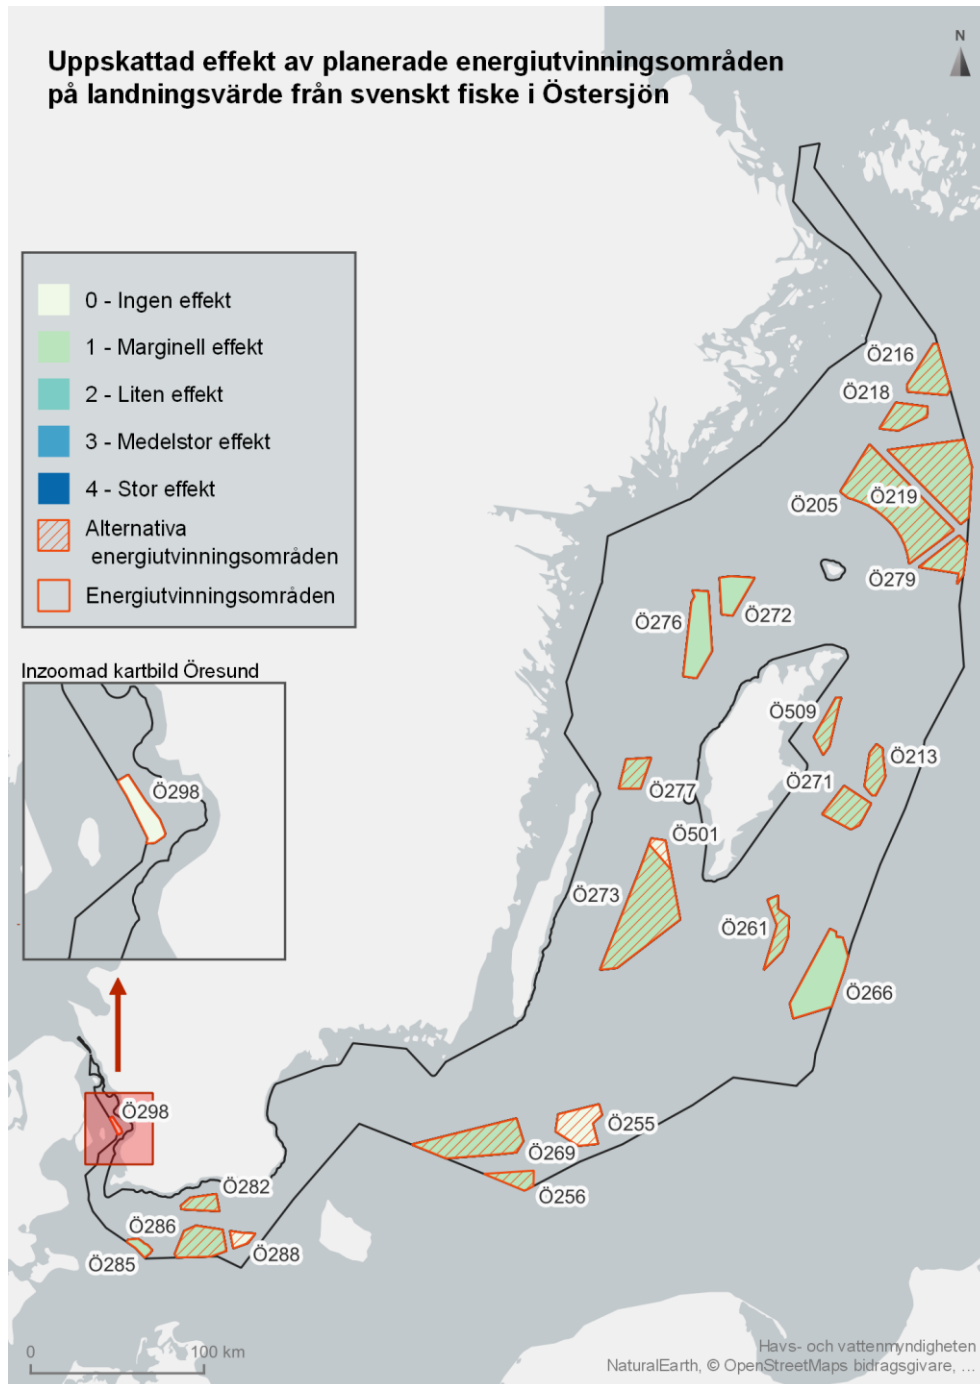 Uppskattad effekt av planerade energiutvinningsområden
på landningsvärde från svenskt fiske i Östersjön
N
0 - Ingen effekt
1 - Marginell effekt
2 - Liten effekt
3 - Medelstor effekt
4 - Stor effekt
Alternativa
energiutvinningsområden
Energiutvinningsområden
Inzoomad kartbild Öresund
Ö298
Ö216
Ö218
Ö205
Ö219
Ö279
Ö272
Ö276
Ö509
Ö213
Ö271
Ö277
Ö501
Ö273
Ö261
Ö266
Ö298
Ö255
Ö269
Ö256
Ö282
Ö286
Ö285
Ö288
0
100 km
Havs- och vattenmyndigheten
NaturalEarth, © OpenStreetMaps bidragsgivare, ...